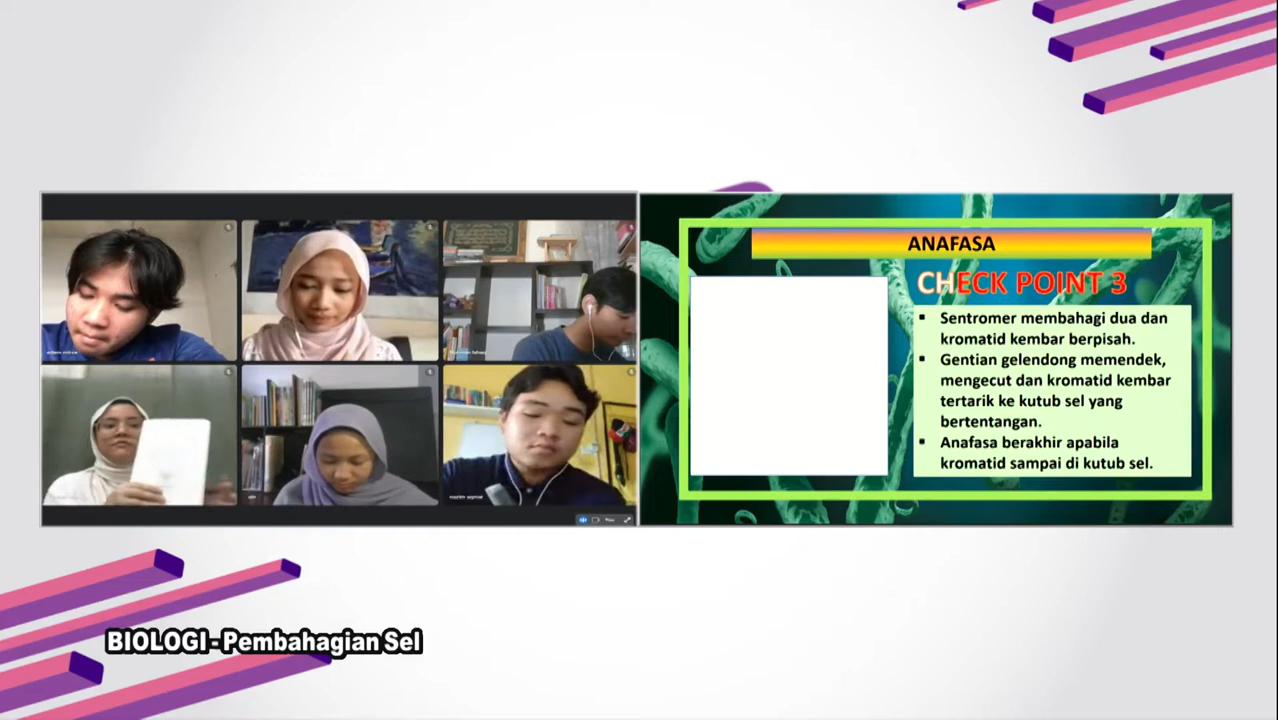 ANAFASA
CHECK POINT 3
▪ Sentromer membahagi dua dan
kromatid kembar berpisah.
▪ Gentian gelendong memendek,
mengecut dan kromatid kembar
tertarik ke kutub sel yang
bertentangan.
▪ Anafasa berakhir apabila
kromatid sampai di kutub sel.
BIOLOGI - Pembahagian Sel